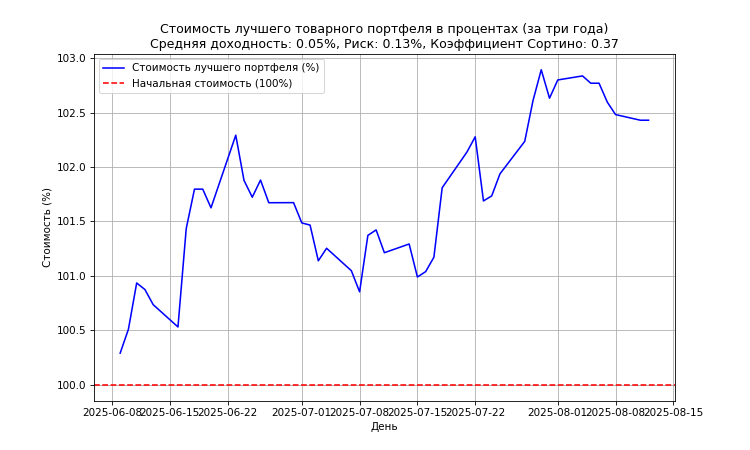 Стоимость лучшего товарного портфеля в процентах (за три года)
Средняя доходность: 0.05%, Риск: 0.13%, Коэффициент Сортино: 0.37
Стоимость лучшего портфеля (%)
Начальная стоимость (100%)
Стоимость (%)
103.0
102.5
102.0
101.5
101.0
100.5
100.0
2025-06-08 2025-06-15 2025-06-22 2025-07-01 2025-07-08 2025-07-15 2025-07-22 2025-08-01 2025-08-08 2025-08-15
День